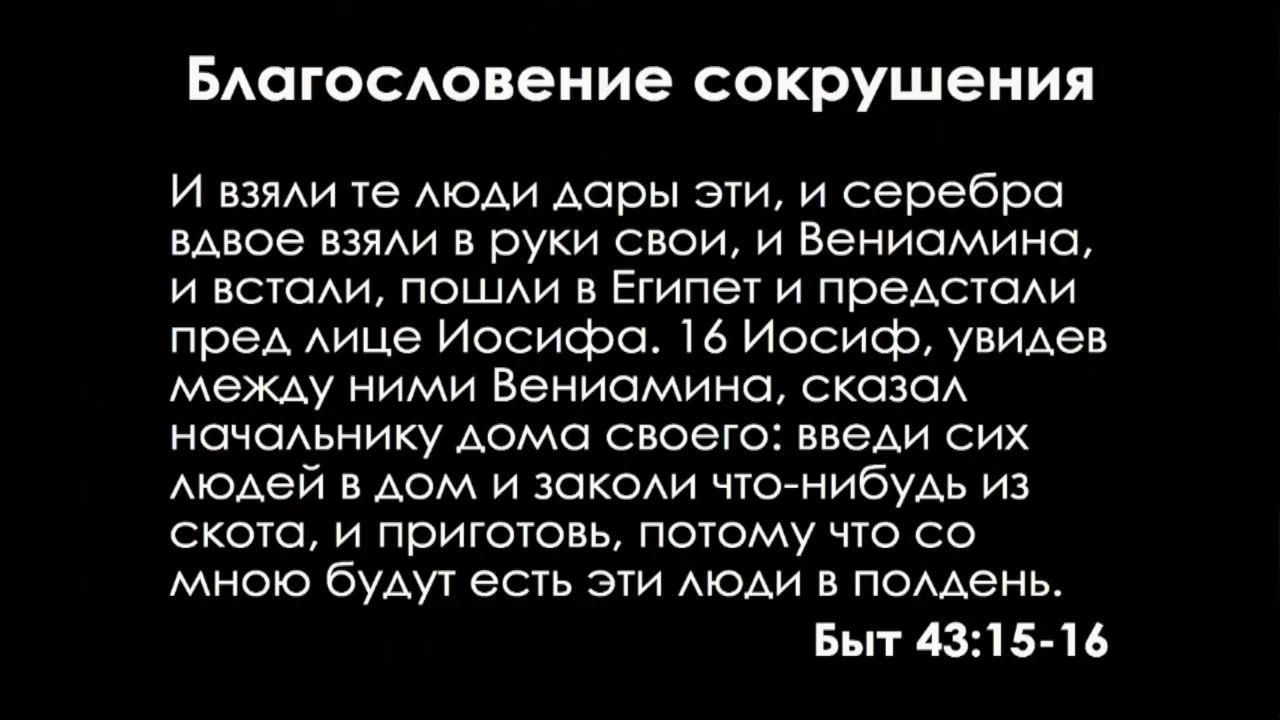 Благословение сокрушения
И взяли те люди дары эти, и серебра
вдвое взяли в руки свои, и Вениамина,
и встали, пошли в Египет и предстали
пред лице Иосифа. 16 Иосиф, увидев
между ними Вениамина, сказал
начальнику дома своего: введи сих
людей в дом и заколи что-нибудь из
скота, и приготовь, потому что со
мною будут есть эти люди в полдень.
Быт 43:15-16